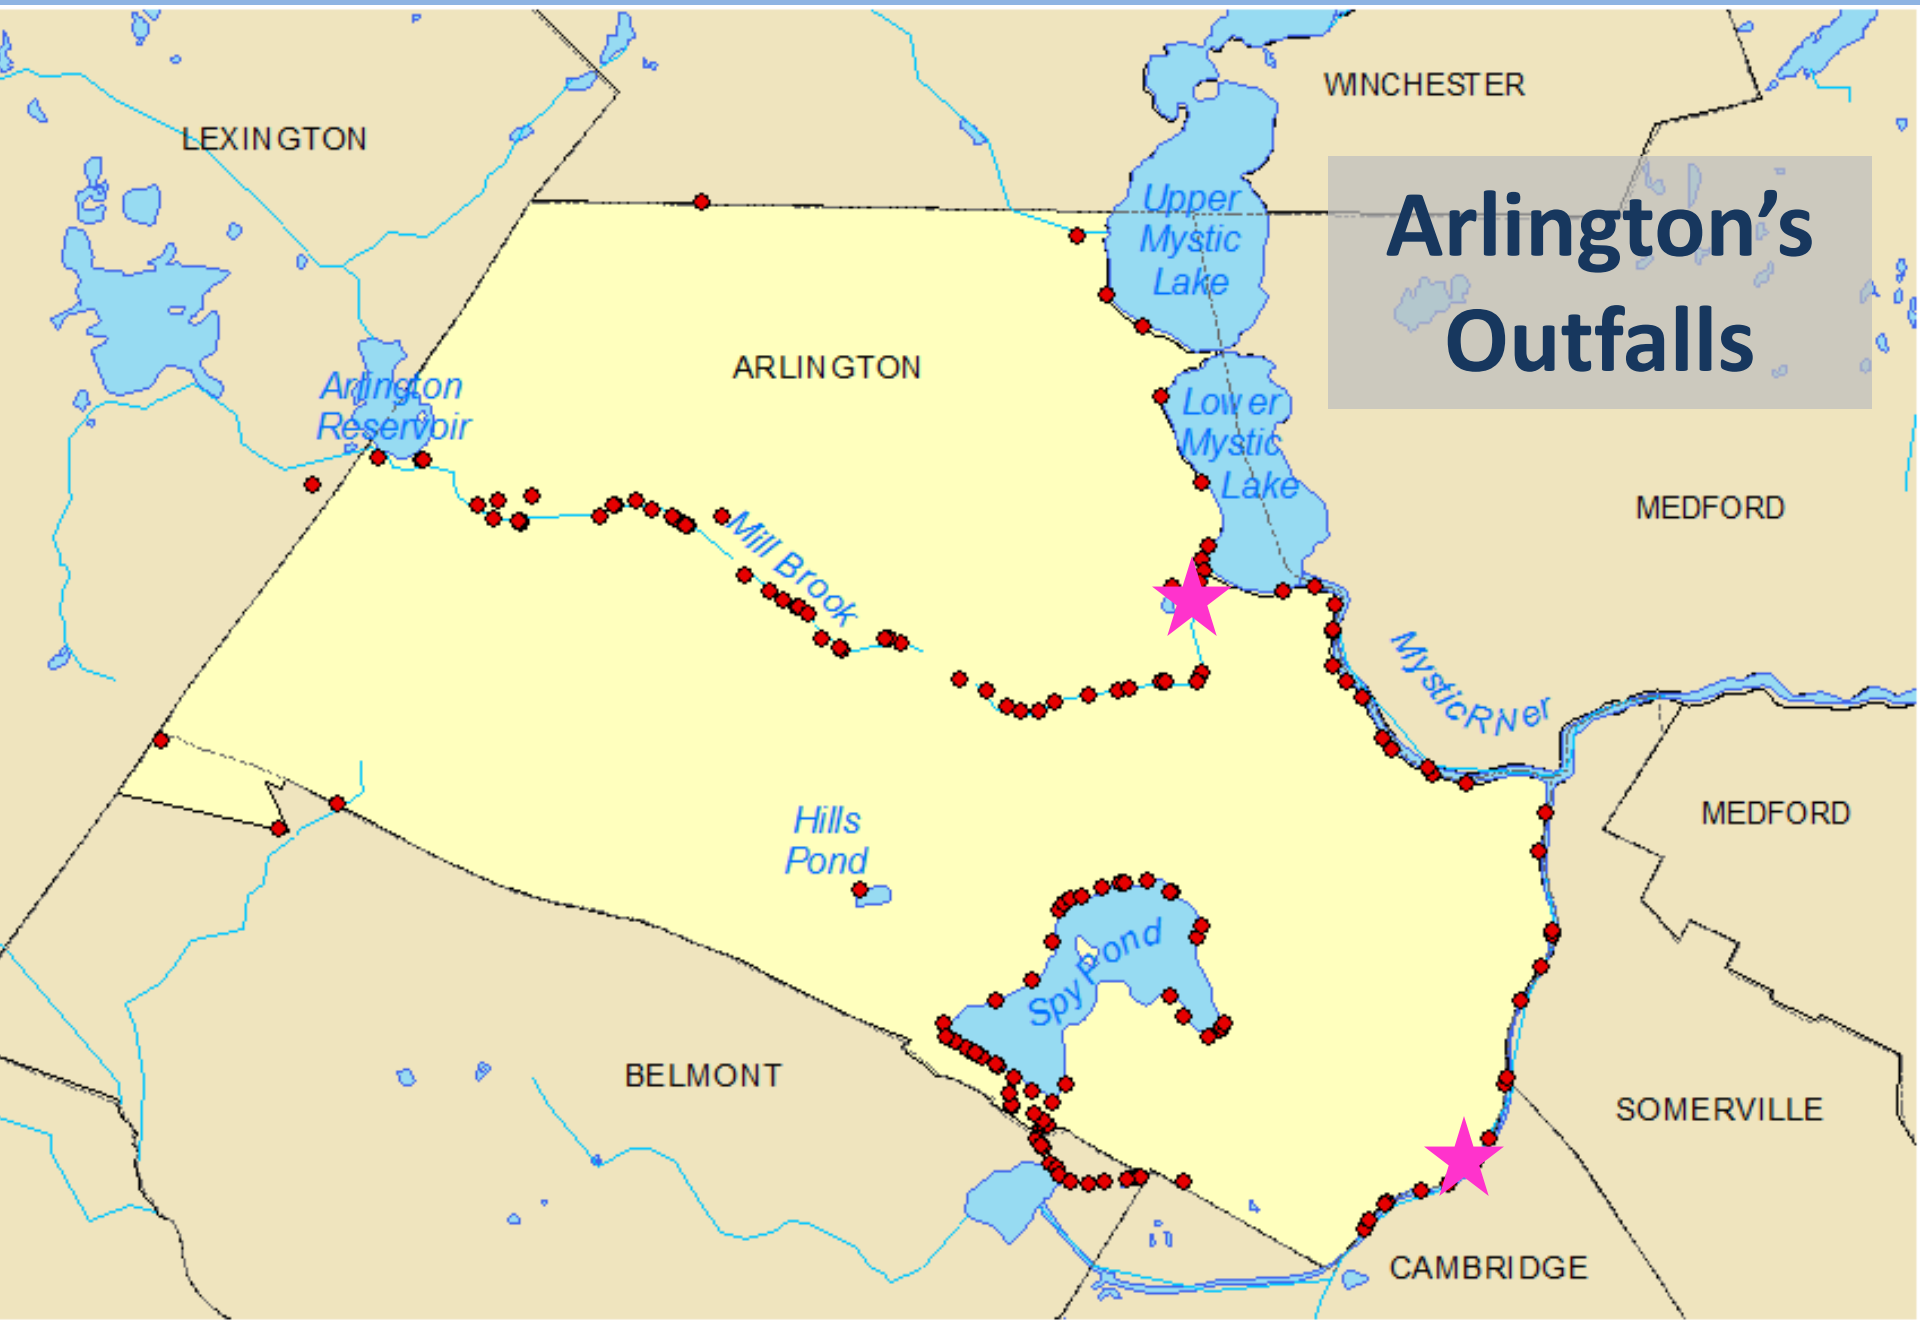 WINCHESTER
LEXINGTON
Arlington's
Outfalls
Upper
Mystic
Lake
ARLINGTON
Arlington
Reservoir
Lower
Mystic
Lake
MEDFORD
Mill Brook
Mystic River
MEDFORD
Hills
Pond
Spy Pond
BELMONT
SOMERVILLE
CAMBRIDGE